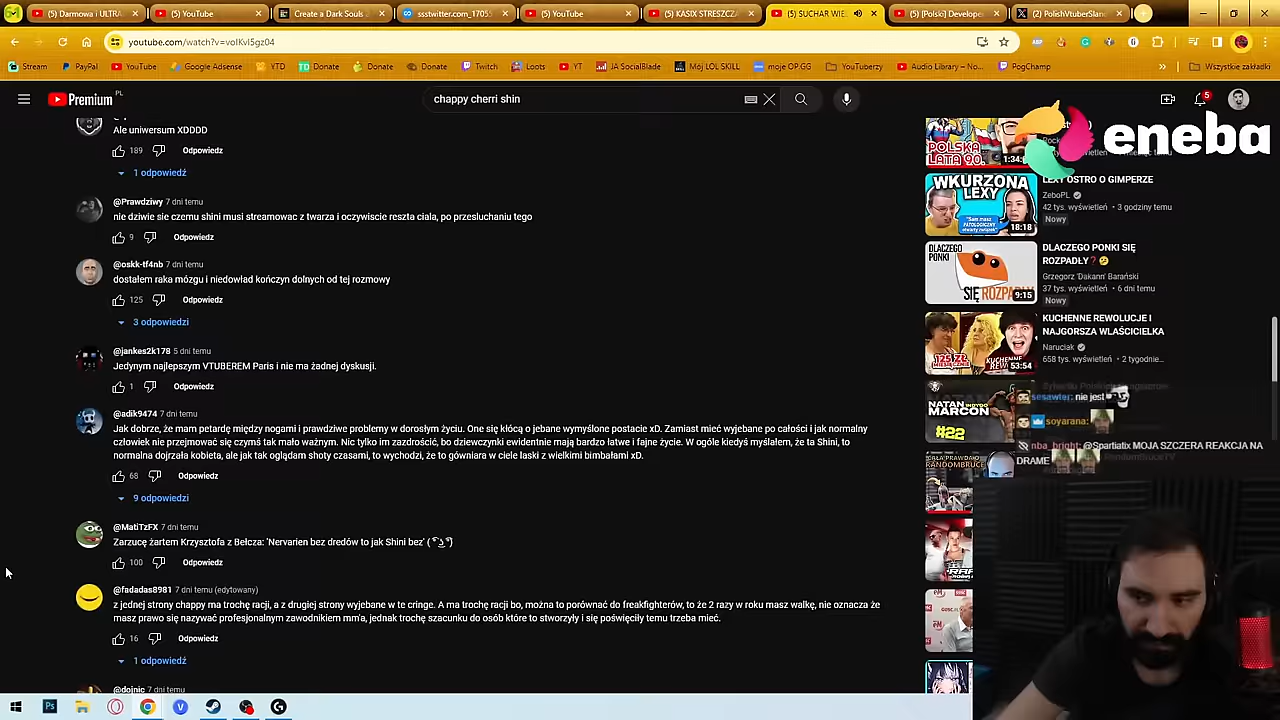 (5) Darmowa i ULTRA
(5) YouTube
Create a Dark Souls
ssstwitter.com_17055
(5) YouTube
(5) KASIX STRESZCZA
(5) SUCHAR WIE
(5) [Polski] Develope
(2) PolishVtuberSlan
youtube.com/watch?v=volKvI5gz04
Stream
PayPal
YouTube
Google Adsense
YTD
Donate
Donate
Donate
Twitch
Loots
YT
JA SocialBlade
Mój LOL SKILL
moje OP.GG
YouTuberzy
Audio Library – No...
PogChamp
Wszystkie zakładki
Premium PL
chappy cherri shin
5
eneba
Ale uniwersum XDDDD
189 Odpowiedz
1 odpowiedź
@Prawdziwy 7 dni temu
nie dziwie sie czemu shini musi streamowac z twarza i oczywiscie reszta ciala, po przesluchaniu tego
9 Odpowiedz
@oskk-tf4nb 7 dni temu
dostałem raka mózgu i niedowład kończyn dolnych od tej rozmowy
125 Odpowiedz
3 odpowiedzi
@jankes2k178 5 dni temu
Jedynym najlepszym VTUBEREM Paris i nie ma żadnej dyskusji.
1 Odpowiedz
@adik9474 7 dni temu
Jak dobrze, że mam petardę między nogami i prawdziwe problemy w dorosłym życiu. One się kłócą o jebane wymyślone postacie xD. Zamiast mieć wyjebane po całości i jak normalny
człowiek nie przejmować się czymś tak mało ważnym. Nic tylko im zazdrościć, bo dziewczynki ewidentnie mają bardzo łatwe i fajne życie. W ogóle kiedyś myślałem, że ta Shini, to
normalna dojrzała kobieta, ale jak tak oglądam shoty czasami, to wychodzi, że to gówniara w ciele laski z wielkimi bimbałami xD.
68 Odpowiedz
9 odpowiedzi
@MatiTzFX 7 dni temu
Zarzucę żartem Krzysztofa z Bełcza: 'Nervarien bez dredów to jak Shini bez' ( ͡° ͜ʖ ͡°)
100 Odpowiedz
@fadadas8981 7 dni temu (edytowany)
z jednej strony chappy ma trochę racji, a z drugiej strony wyjebane w te cringe. A ma trochę racji bo, można to porównać do freakfighterów, to że 2 razy w roku masz walkę, nie oznacza że
masz prawo się nazywać profesjonalnym zawodnikiem mm'a, jednak trochę szacunku do osób które to stworzyły i się poświęciły temu trzeba mieć.
16 Odpowiedz
1 odpowiedź
@dojnic 7 dni temu
POLSKA
LATA 90.
WKURZONA
LEXY
18:18
LEXY OSTRO O GIMPERZE
ZeboPL
42 tys. wyświetleń • 3 godziny temu
Nowy
DLACZEGO
PONKI
SIĘ
9:15
DLACZEGO PONKI SIĘ
ROZPADŁY?
Grzegorz 'Dakann' Barański
37 tys. wyświetleń • 6 dni temu
Nowy
53:54
KUCHENNE REWOLUCJE I
NAJGORSZA WŁAŚCICIELKA
Naruciak
658 tys. wyświetleń • 2 tygodnie...
NATAN
MARCON
#22
sesawter: nie jest
soyarana:
nba_bright: @Spartiatix MOJA SZCZERA REAKCJA NA
DRAME